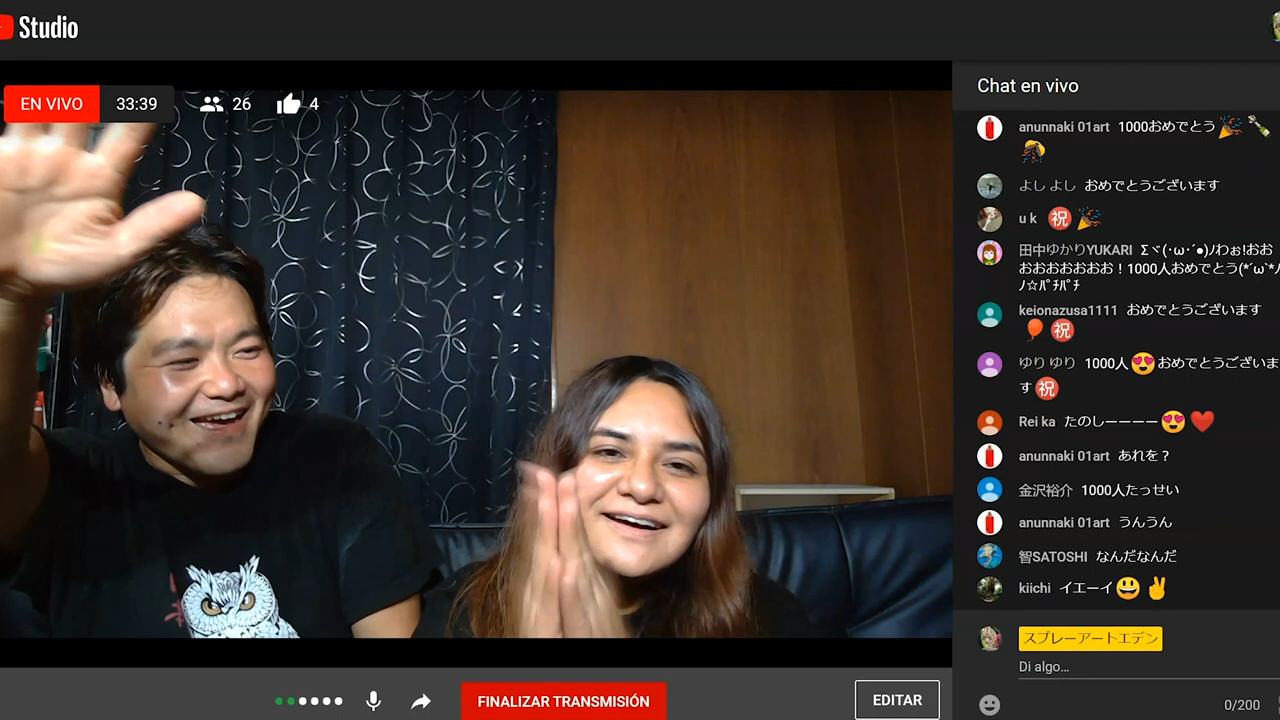 Studio
EN VIVO 33:39 26 4
Chat en vivo
anunnaki 01art 1000おめでとう🎉🍾
🎊
よし よし おめでとうございます
u k ㊗🎉
田中ゆかりYUKARI Σヾ(･ω･´●)ﾉわぉ!おお
おおおおおおお！1000人おめでとう(*´ω`*ﾉ
ﾉ☆ﾊﾟﾁﾊﾟﾁ
keionazusa1111 おめでとうございます
🎈㊗
ゆり ゆり 1000人😍おめでとうございま
す㊗
Rei ka たのしーーーー😍❤️
anunnaki 01art あれを？
金沢裕介 1000人たっせい
anunnaki 01art うんうん
智SATOSHI なんだなんだ
kiichi イエーイ😃✌️
スプレーアートエデン
Di algo...
0/200
FINALIZAR TRANSMISIÓN
EDITAR